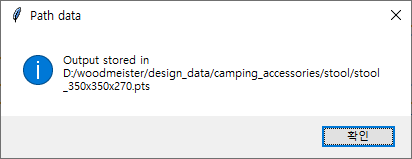 Path data
Output stored in
D:/woodmeister/design_data/camping_accessories/stool/stool
_350x350x270.pts
확인